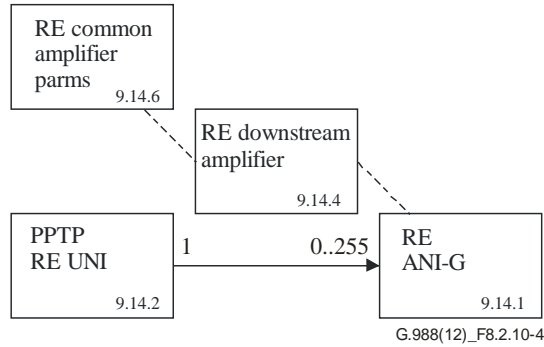 RE common
amplifier
parms
9.14.6
RE downstream
amplifier
9.14.4
PPTP
RE UNI
9.14.2
1
0..255
RE
ANI-G
9.14.1
G.988(12)_F8.2.10-4